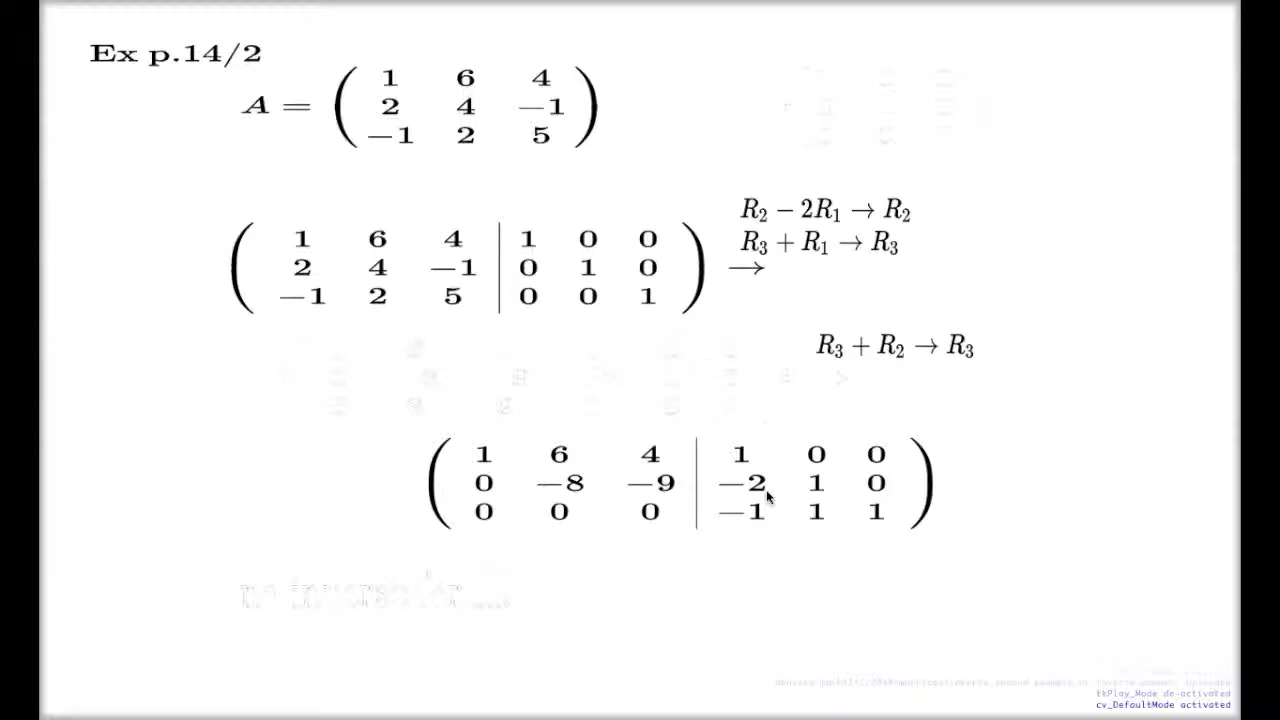 Ex p.14/2
A = ( 1 6 4
2 4 −1
−1 2 5 )
( 1 6 4 | 1 0 0
2 4 −1 | 0 1 0
−1 2 5 | 0 0 1 )
R₂ − 2R₁ → R₂
R₃ + R₁ → R₃
→
R₃ + R₂ → R₃
( 1 6 4 | 1 0 0
0 −8 −9 | −2 1 0
0 0 0 | −1 1 1 )
tkPlay_Mode de-activated
cv_DefaultMode activated